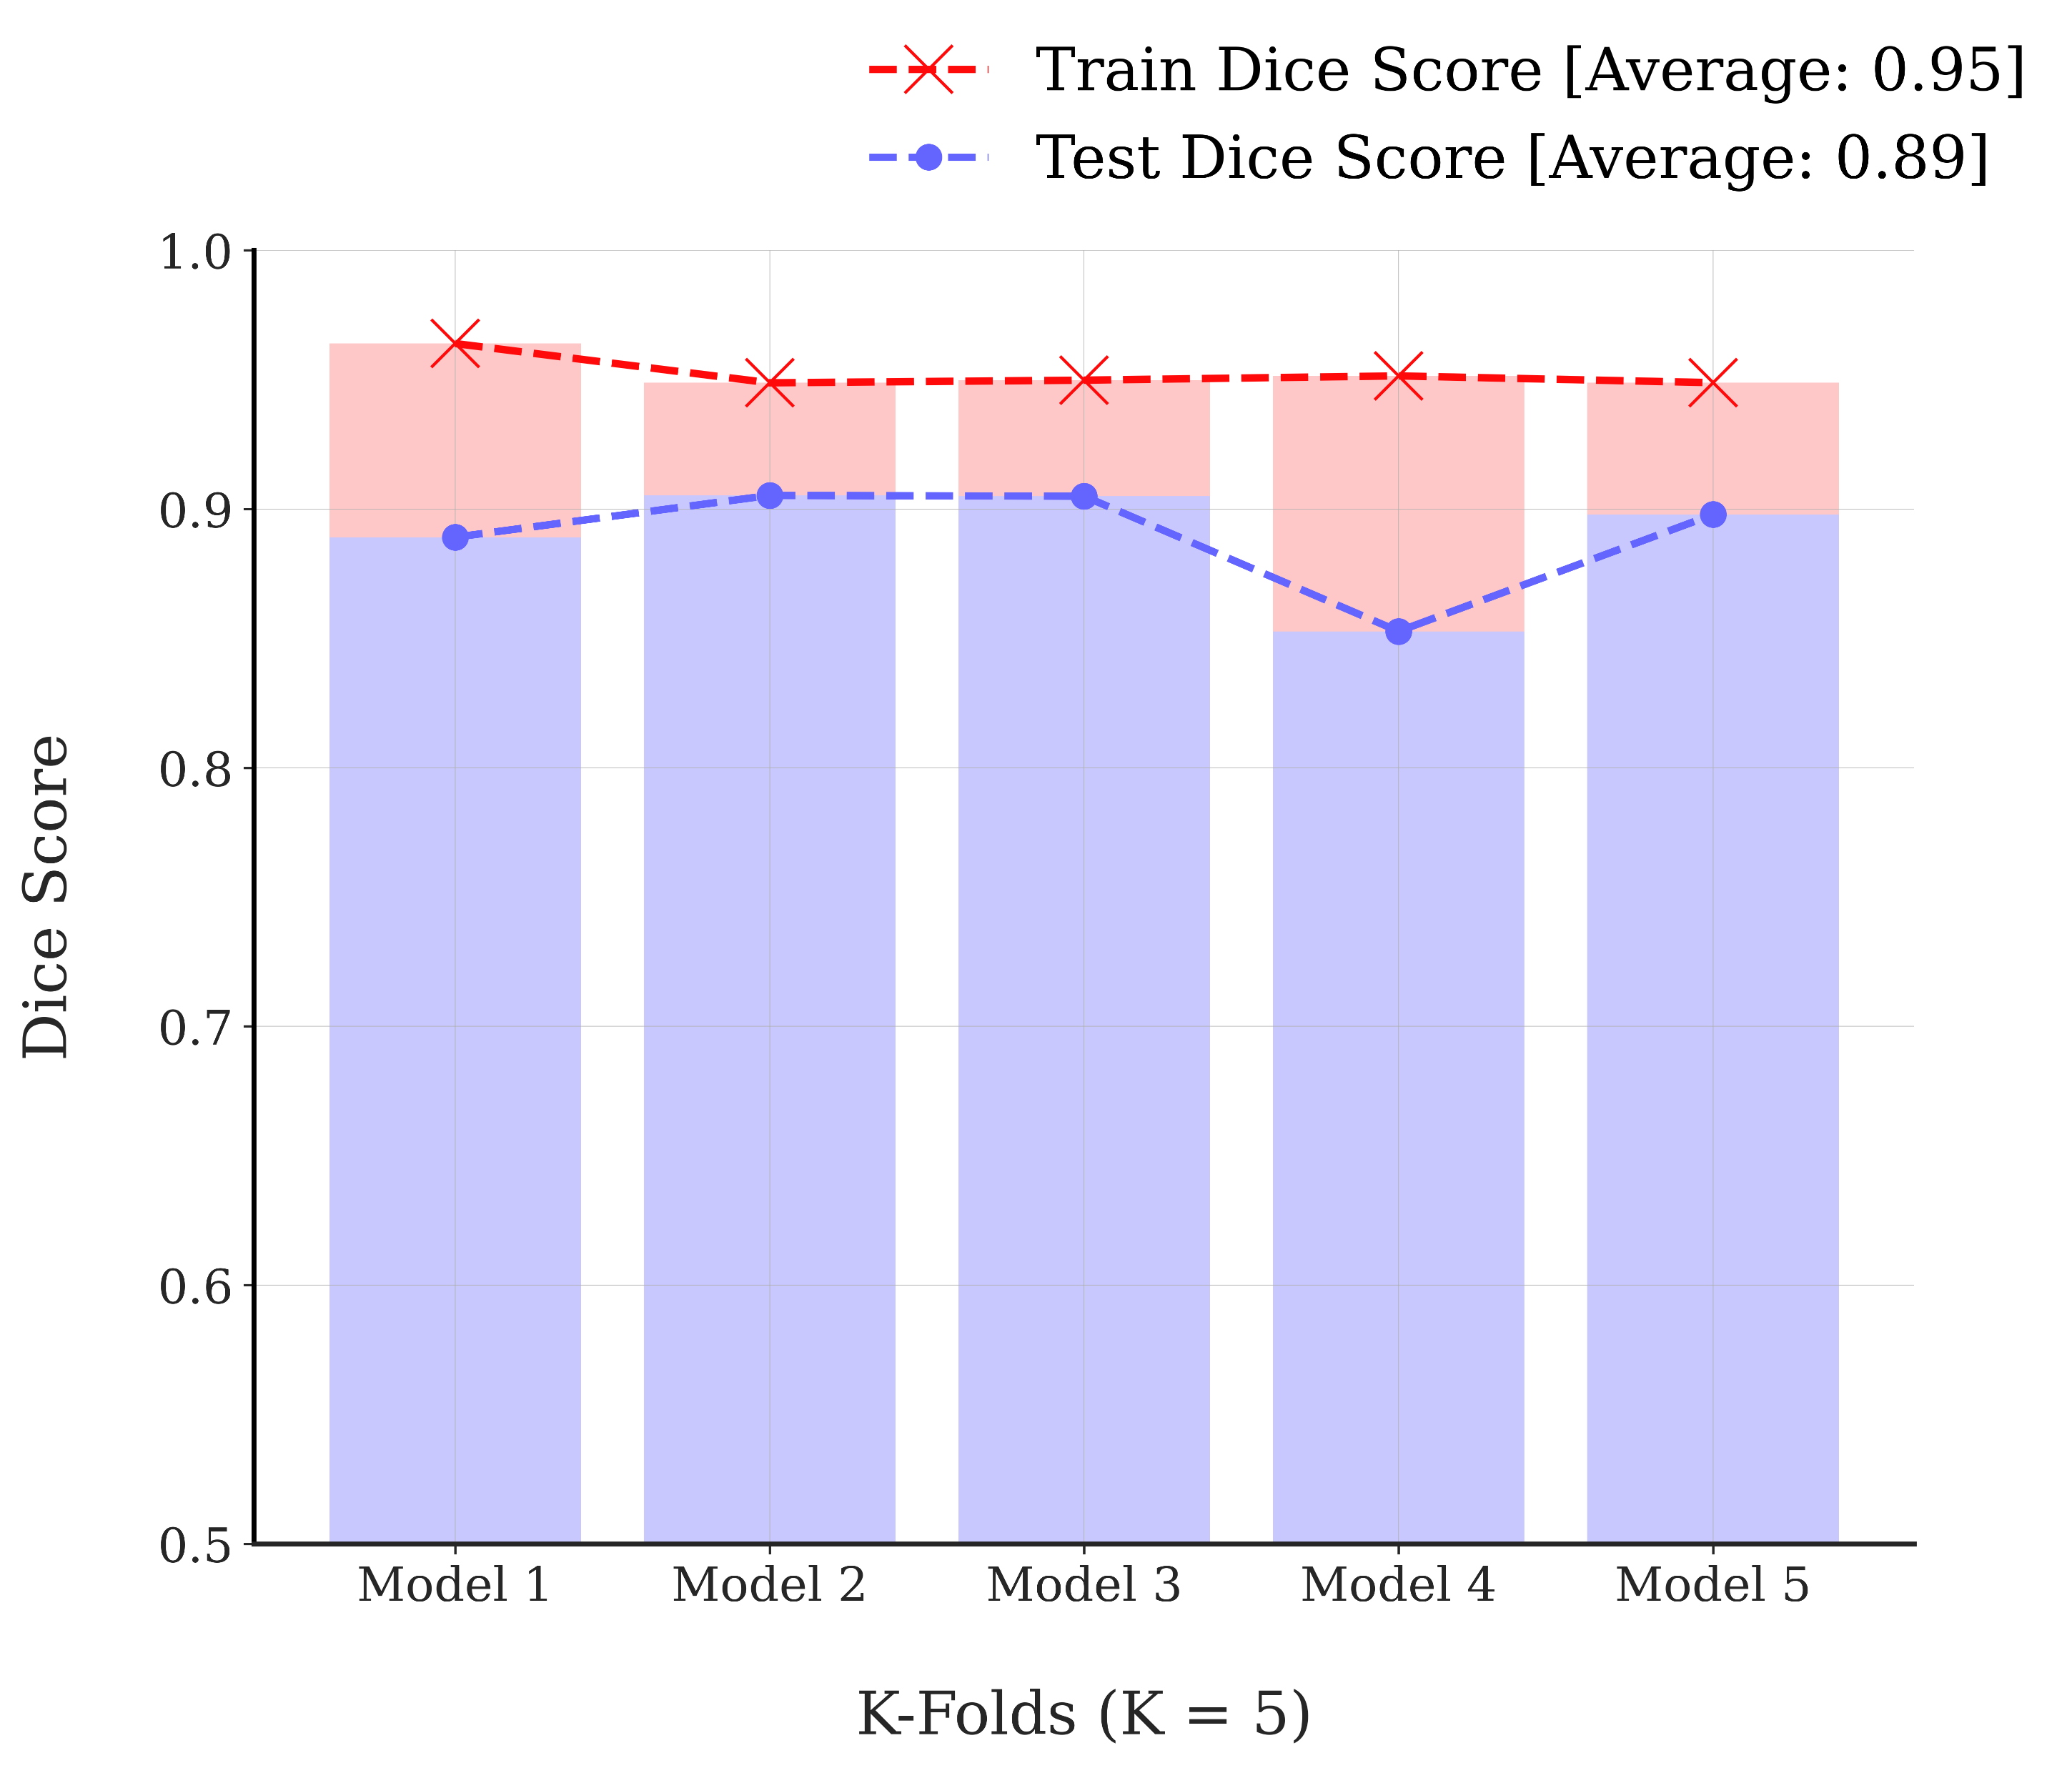 Train Dice Score [Average: 0.95]
Test Dice Score [Average: 0.89]
1.0
0.9
0.8
0.7
0.6
0.5
Dice Score
Model 1 Model 2 Model 3 Model 4 Model 5
K-Folds (K = 5)